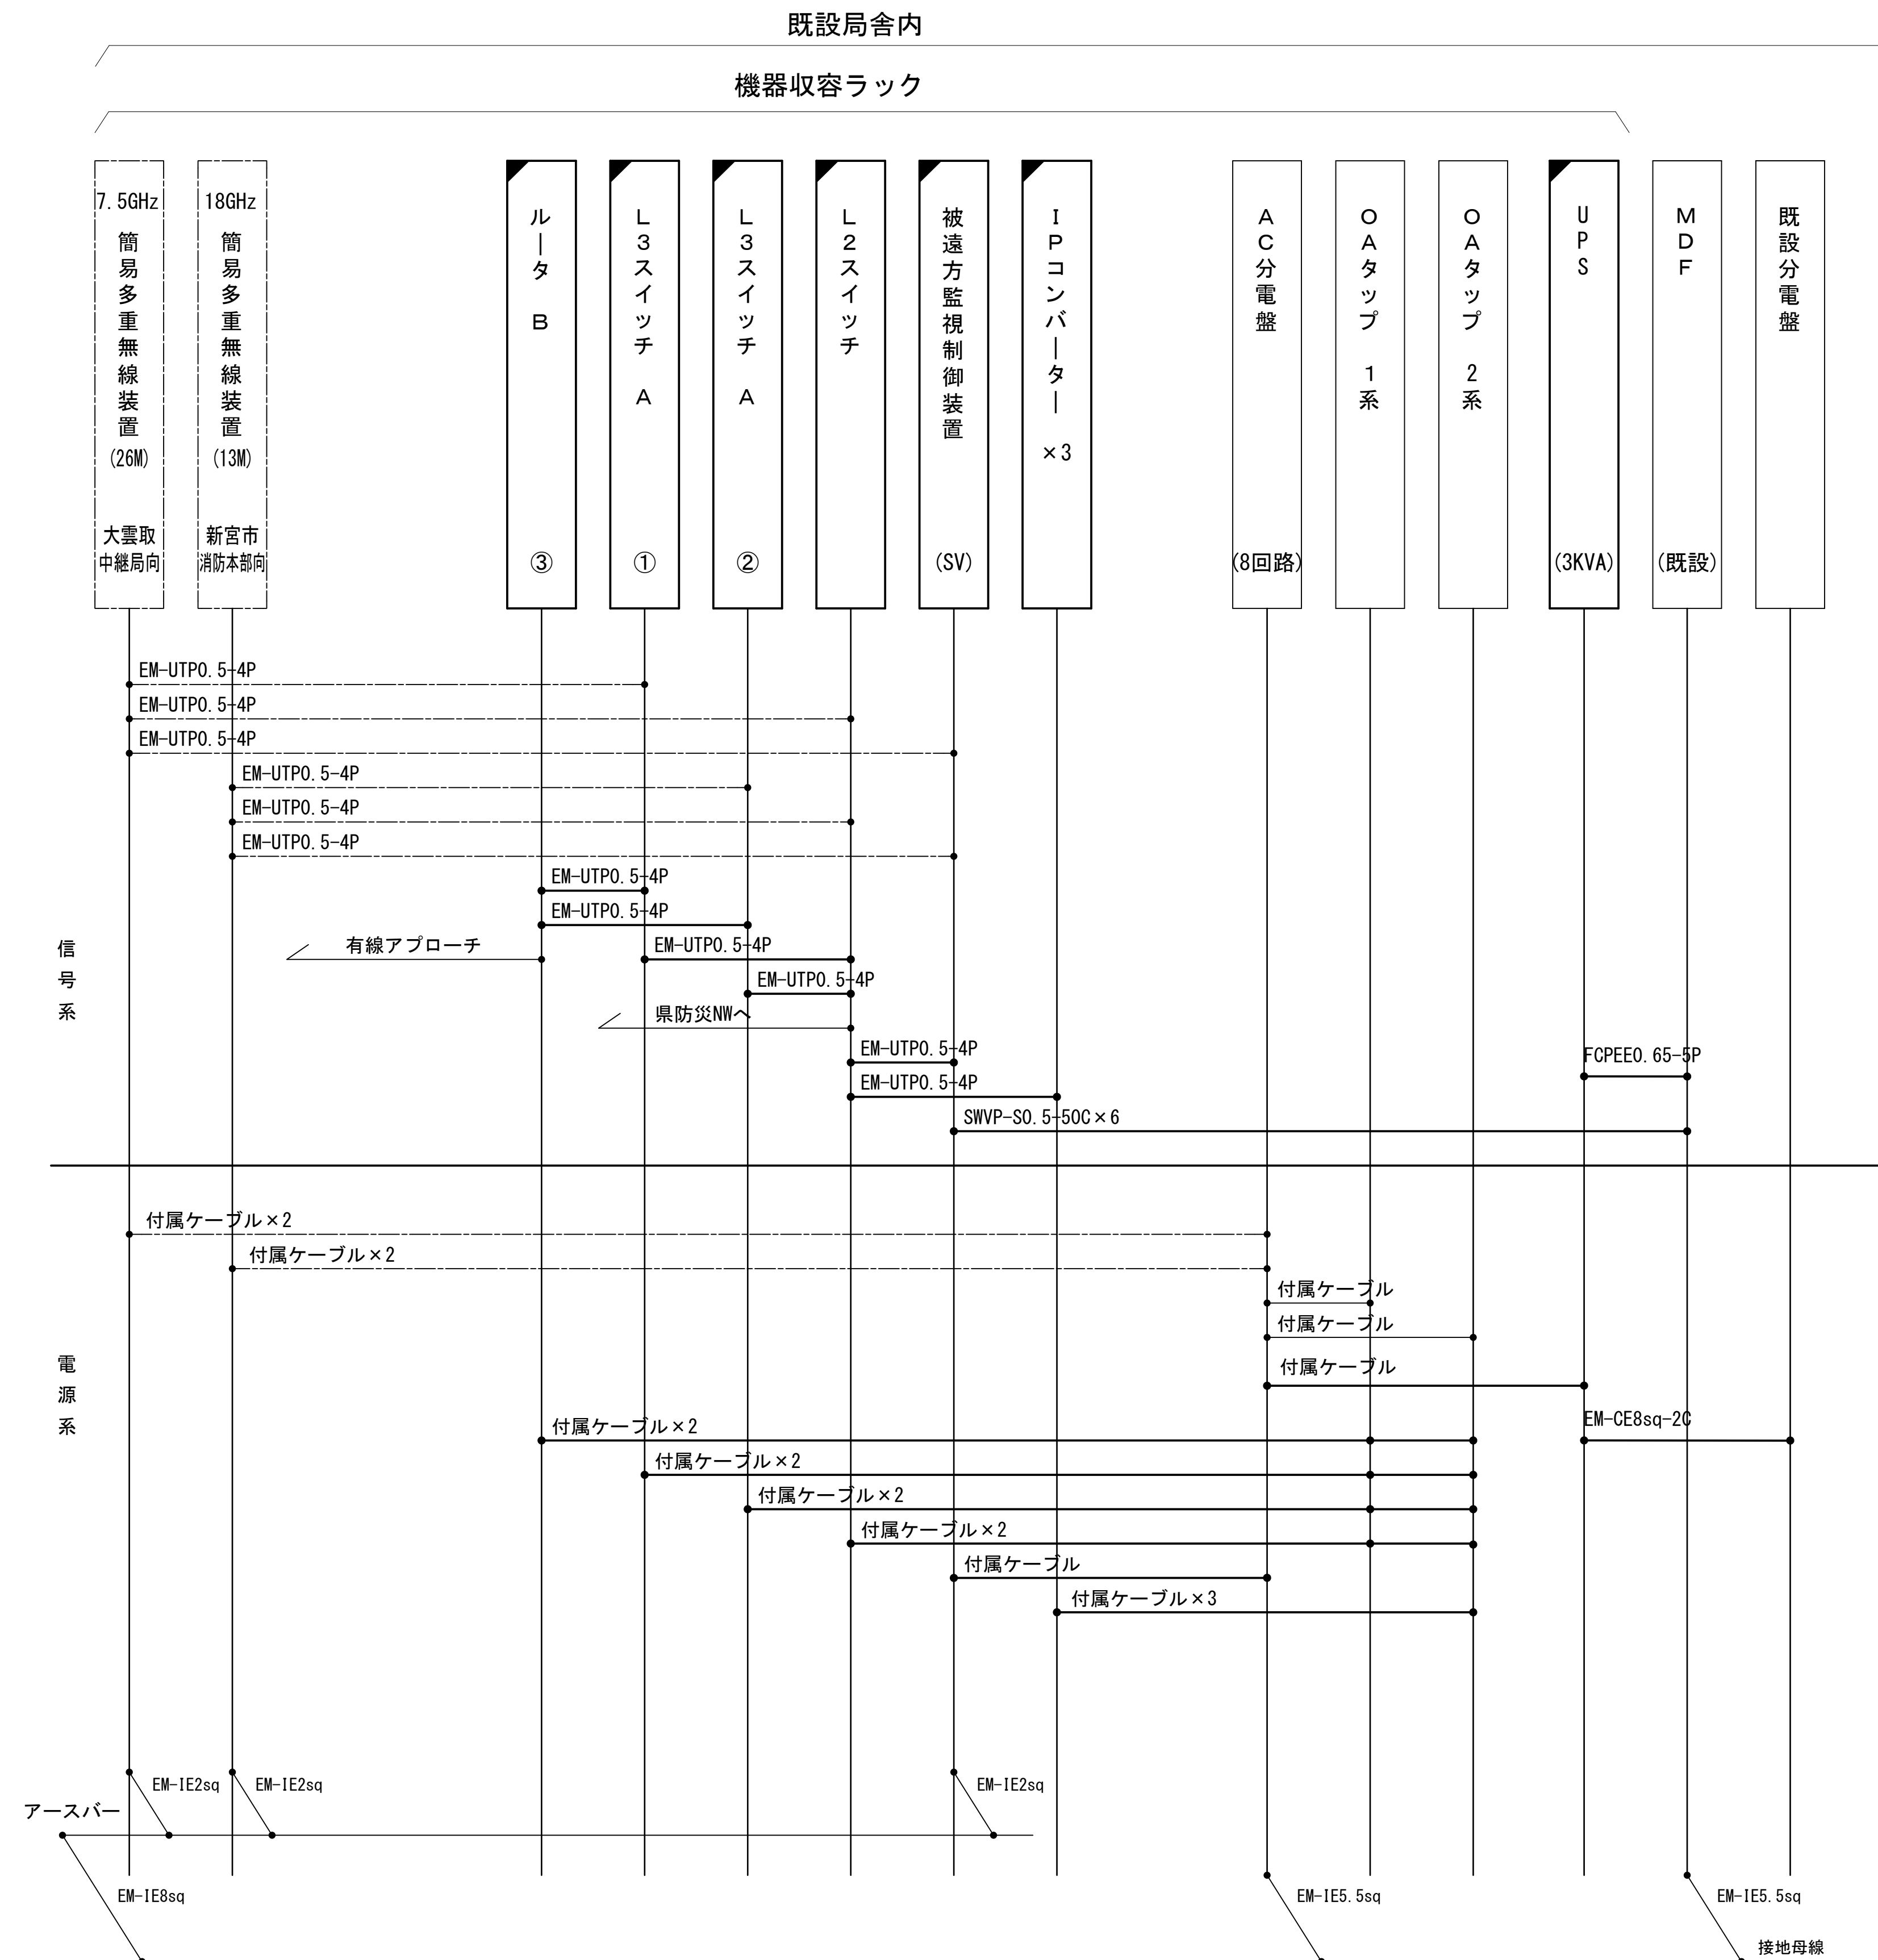 既設局舎内
機器収容ラック
7.5GHz
簡易多重無線装置
(26M)
大雲取
中継局向
18GHz
簡易多重無線装置
(13M)
新宮市
消防本部向
ルータ B
③
L3スイッチ A
①
L3スイッチ A
②
L2スイッチ
被遠方監視制御装置
(SV)
IPコンバーター
×3
AC分電盤
(8回路)
OAタップ 1系
OAタップ 2系
UPS
(3KVA)
MDF
(既設)
既設分電盤
信号系
EM-UTP0.5-4P
EM-UTP0.5-4P
EM-UTP0.5-4P
EM-UTP0.5-4P
EM-UTP0.5-4P
EM-UTP0.5-4P
EM-UTP0.5-4P
EM-UTP0.5-4P
有線アプローチ
EM-UTP0.5-4P
EM-UTP0.5-4P
県防災NWへ
EM-UTP0.5-4P
FCPEE0.65-5P
EM-UTP0.5-4P
SWVP-S0.5-50C×6
電源系
付属ケーブル×2
付属ケーブル×2
付属ケーブル
付属ケーブル
付属ケーブル
EM-CE8sq-2C
付属ケーブル×2
付属ケーブル×2
付属ケーブル×2
付属ケーブル×2
付属ケーブル
付属ケーブル×3
EM-IE2sq
EM-IE2sq
EM-IE2sq
アースバー
EM-IE8sq
EM-IE5.5sq
EM-IE5.5sq
接地母線